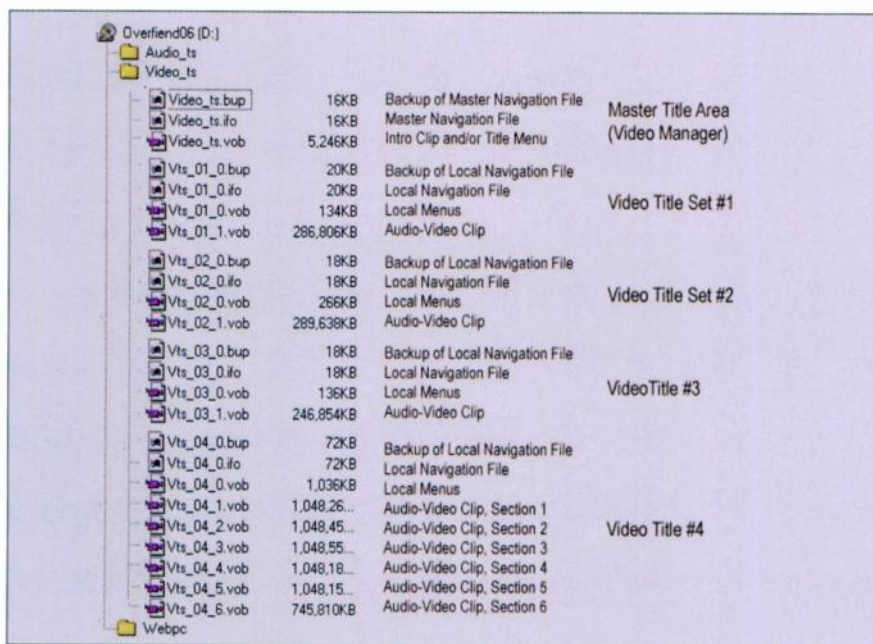 Overfiend06 (D:)
Audio_ts
Video_ts
Video_ts.bup 16KB Backup of Master Navigation File
Video_ts.ifo 16KB Master Navigation File
Video_ts.vob 5,246KB Intro Clip and/or Title Menu
Master Title Area
(Video Manager)
Vts_01_0.bup 20KB Backup of Local Navigation File
Vts_01_0.ifo 20KB Local Navigation File
Vts_01_0.vob 134KB Local Menus
Vts_01_1.vob 286,806KB Audio-Video Clip
Video Title Set #1
Vts_02_0.bup 18KB Backup of Local Navigation File
Vts_02_0.ifo 18KB Local Navigation File
Vts_02_0.vob 266KB Local Menus
Vts_02_1.vob 289,638KB Audio-Video Clip
Video Title Set #2
Vts_03_0.bup 18KB Backup of Local Navigation File
Vts_03_0.ifo 18KB Local Navigation File
Vts_03_0.vob 136KB Local Menus
Vts_03_1.vob 246,854KB Audio-Video Clip
VideoTitle #3
Vts_04_0.bup 72KB Backup of Local Navigation File
Vts_04_0.ifo 72KB Local Navigation File
Vts_04_0.vob 1,036KB Local Menus
Vts_04_1.vob 1,048,26... Audio-Video Clip, Section 1
Vts_04_2.vob 1,048,45... Audio-Video Clip, Section 2
Vts_04_3.vob 1,048,55... Audio-Video Clip, Section 3
Vts_04_4.vob 1,048,18... Audio-Video Clip, Section 4
Vts_04_5.vob 1,048,15... Audio-Video Clip, Section 5
Vts_04_6.vob 745,810KB Audio-Video Clip, Section 6
Video Title #4
Webpc